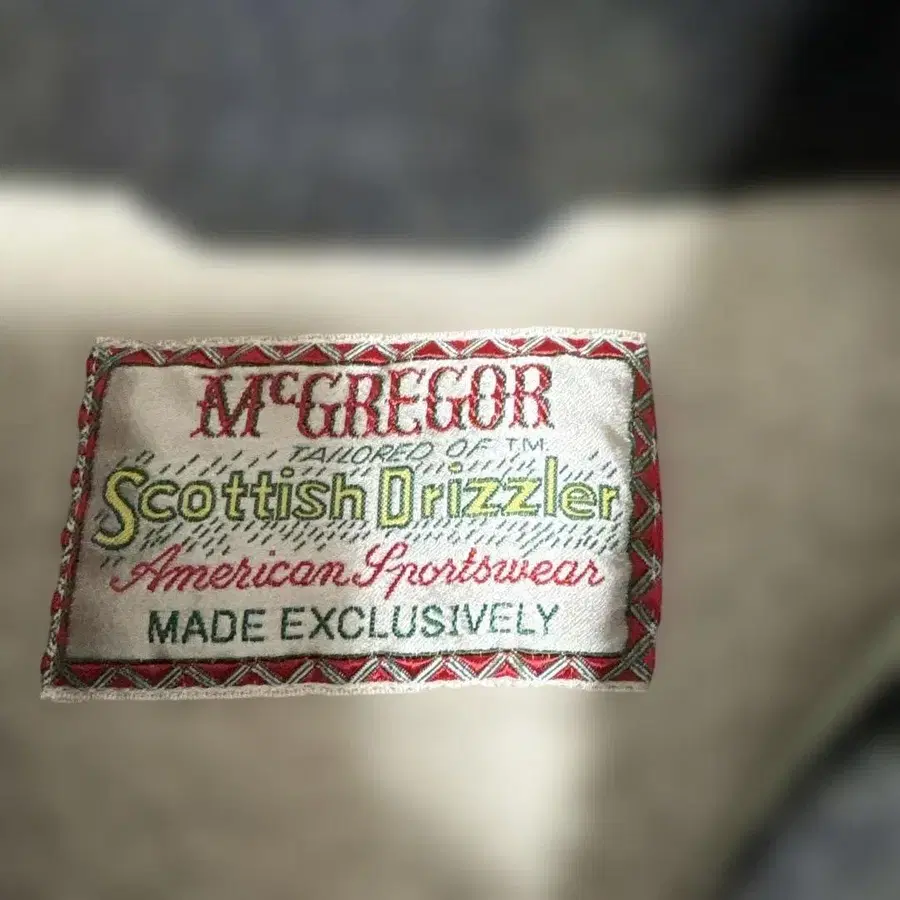 McGREGOR
TAILORED OF TM
Scottish Drizzler
American Sportswear
MADE EXCLUSIVELY